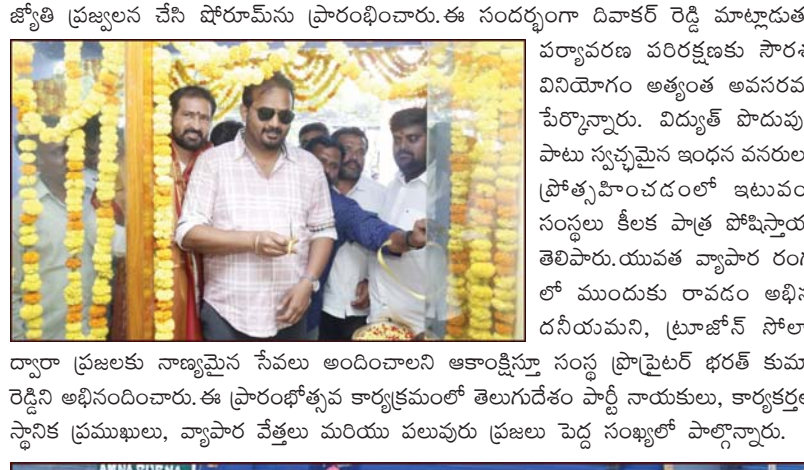 జ్యోతి ప్రజ్వలన చేసి షోరూమ్‌ను ప్రారంభించారు.ఈ సందర్భంగా దివాకర్ రెడ్డి మాట్లాడుత
పర్యావరణ పరిరక్షణకు సౌరశ
వినియోగం అత్యంత అవసరమ
పేర్కొన్నారు. విద్యుత్ పొదుపు
పాటు స్వచ్ఛమైన ఇంధన వనరుల
ప్రోత్సహించడంలో ఇటువం
సంస్థలు కీలక పాత్ర పోషిస్తాయ
తెలిపారు.యువత వ్యాపార రంగ
లో ముందుకు రావడం అభిన
దనీయమని, ట్రూజోన్ సోలా
ద్వారా ప్రజలకు నాణ్యమైన సేవలు అందించాలని ఆకాంక్షిస్తూ సంస్థ ప్రొప్రైటర్ భరత్ కుమ
రెడ్డిని అభినందించారు.ఈ ప్రారంభోత్సవ కార్యక్రమంలో తెలుగుదేశం పార్టీ నాయకులు, కార్యకర్తల
స్థానిక ప్రముఖులు, వ్యాపార వేత్తలు మరియు పలువురు ప్రజలు పెద్ద సంఖ్యలో పాల్గొన్నారు.